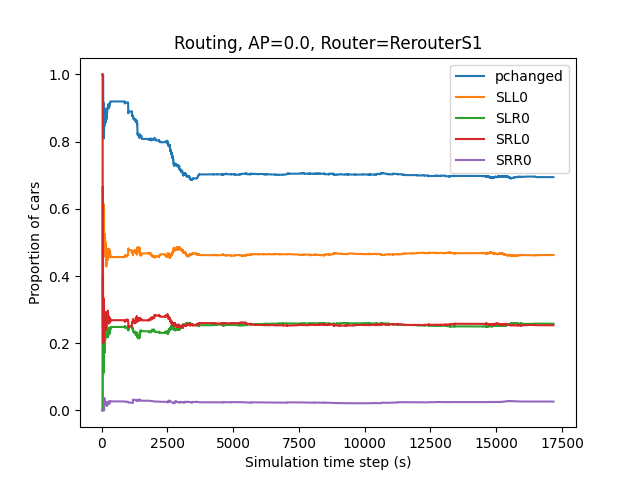 Routing, AP=0.0, Router=RerouterS1
pchanged
SLL0
SLR0
SRL0
SRR0
Proportion of cars
1.0
0.8
0.6
0.4
0.2
0.0
0 2500 5000 7500 10000 12500 15000 17500
Simulation time step (s)